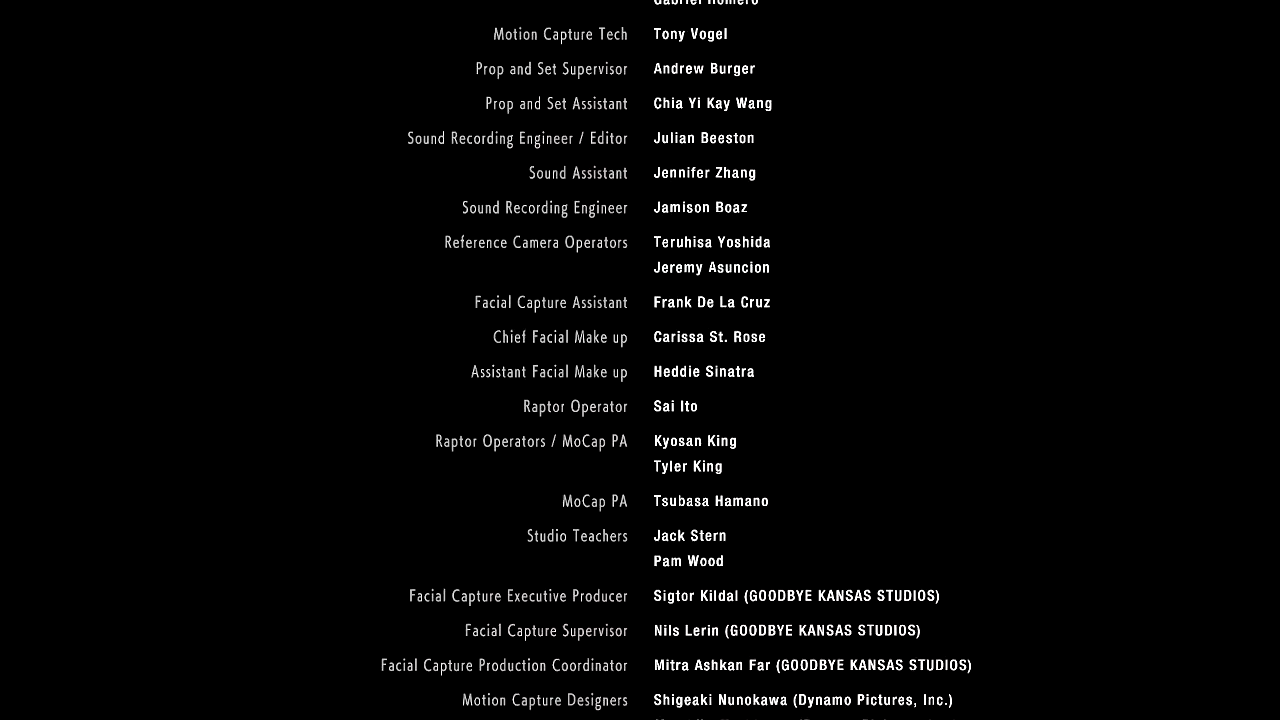 Gabriel Romero
Motion Capture Tech Tony Vogel
Prop and Set Supervisor Andrew Burger
Prop and Set Assistant Chia Yi Kay Wang
Sound Recording Engineer / Editor Julian Beeston
Sound Assistant Jennifer Zhang
Sound Recording Engineer Jamison Boaz
Reference Camera Operators Teruhisa Yoshida
Jeremy Asuncion
Facial Capture Assistant Frank De La Cruz
Chief Facial Make up Carissa St. Rose
Assistant Facial Make up Heddie Sinatra
Raptor Operator Sai Ito
Raptor Operators / MoCap PA Kyosan King
Tyler King
MoCap PA Tsubasa Hamano
Studio Teachers Jack Stern
Pam Wood
Facial Capture Executive Producer Sigtor Kildal (GOODBYE KANSAS STUDIOS)
Facial Capture Supervisor Nils Lerin (GOODBYE KANSAS STUDIOS)
Facial Capture Production Coordinator Mitra Ashkan Far (GOODBYE KANSAS STUDIOS)
Motion Capture Designers Shigeaki Nunokawa (Dynamo Pictures, Inc.)